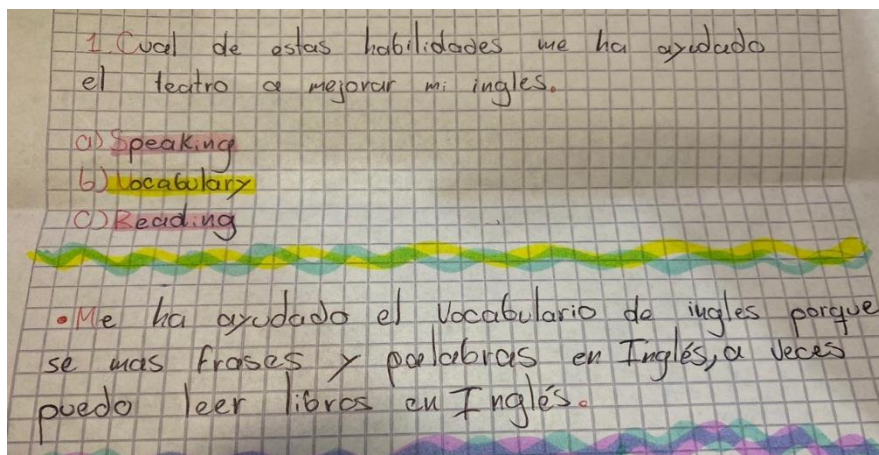 1. Cual de estas habilidades me ha ayudado
el teatro a mejorar mi ingles.
a) Speaking
b) Vocabulary
c) Reading
• Me ha ayudado el Vocabulario de ingles porque
se mas frases y palabras en Inglés, a veces
puedo leer libros en Inglés.